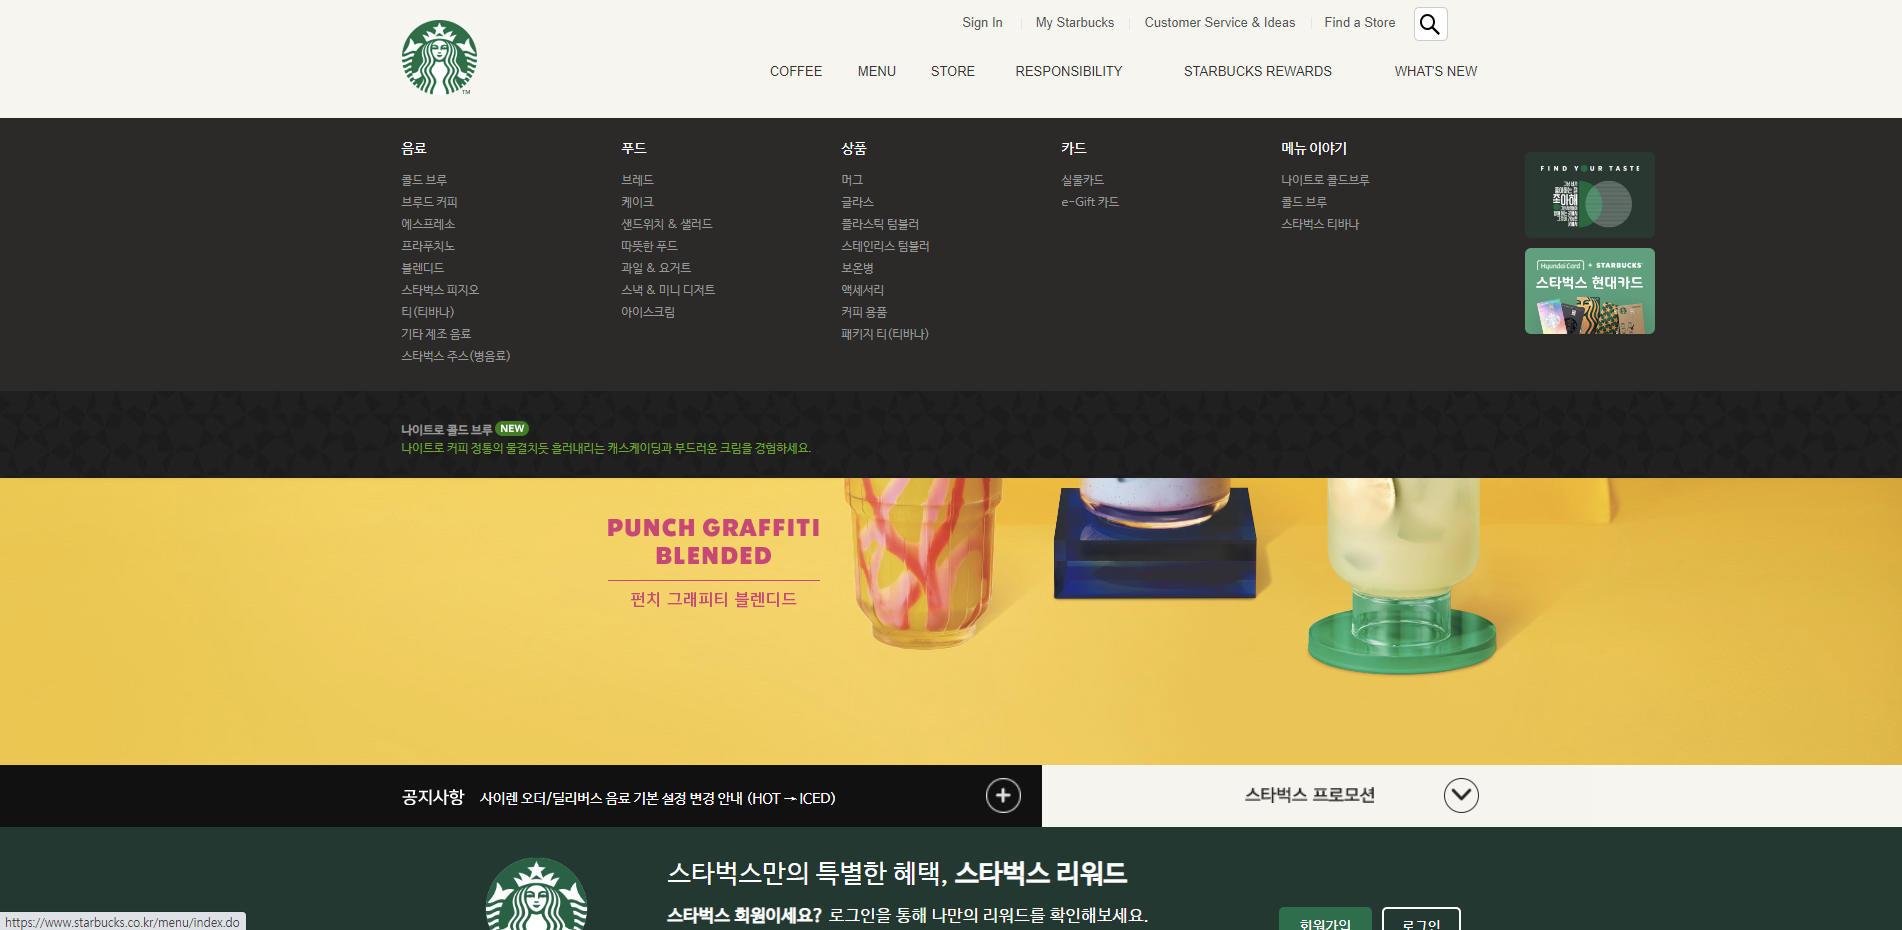 Sign In
My Starbucks
Customer Service & Ideas
Find a Store
TM
COFFEE
MENU
STORE
RESPONSIBILITY
STARBUCKS REWARDS
WHAT'S NEW
음료
콜드 브루
브루드 커피
에스프레소
프라푸치노
블렌디드
스타벅스 피지오
티(티바나)
기타 제조 음료
스타벅스 주스(병음료)
푸드
브레드
케이크
샌드위치 & 샐러드
따뜻한 푸드
과일 & 요거트
스낵 & 미니 디저트
아이스크림
상품
머그
글라스
플라스틱 텀블러
스테인리스 텀블러
보온병
액세서리
커피 용품
패키지 티(티바나)
카드
실물카드
e-Gift 카드
메뉴 이야기
나이트로 콜드브루
콜드 브루
스타벅스 티바나
FIND YOUR TASTE
HyundaiCard + STARBUCKS
스타벅스 현대카드
나이트로 콜드 브루 NEW
나이트로 커피 정통의 물결치듯 흘러내리는 캐스케이딩과 부드러운 크림을 경험하세요.
PUNCH GRAFFITI
BLENDED
펀치 그래피티 블렌디드
공지사항 사이렌 오더/딜리버스 음료 기본 설정 변경 안내 (HOT → ICED)
스타벅스 프로모션
스타벅스만의 특별한 혜택, 스타벅스 리워드
스타벅스 회원이세요? 로그인을 통해 나만의 리워드를 확인해보세요.
회원가입
로그인
https://www.starbucks.co.kr/menu/index.do